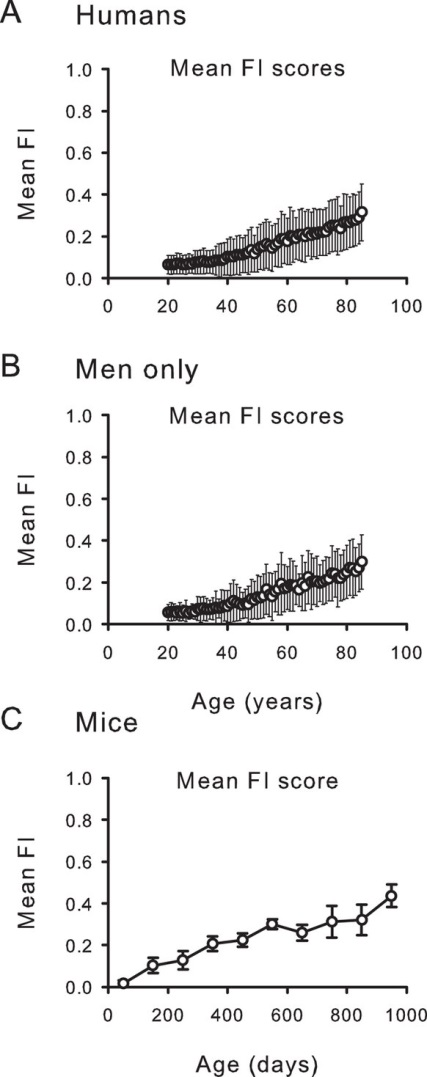 A Humans
Mean FI scores
Mean FI
1.0
0.8
0.6
0.4
0.2
0.0
0 20 40 60 80 100
B Men only
Mean FI scores
Mean FI
1.0
0.8
0.6
0.4
0.2
0.0
0 20 40 60 80 100
Age (years)
C Mice
Mean FI score
Mean FI
1.0
0.8
0.6
0.4
0.2
0.0
0 200 400 600 800 1000
Age (days)